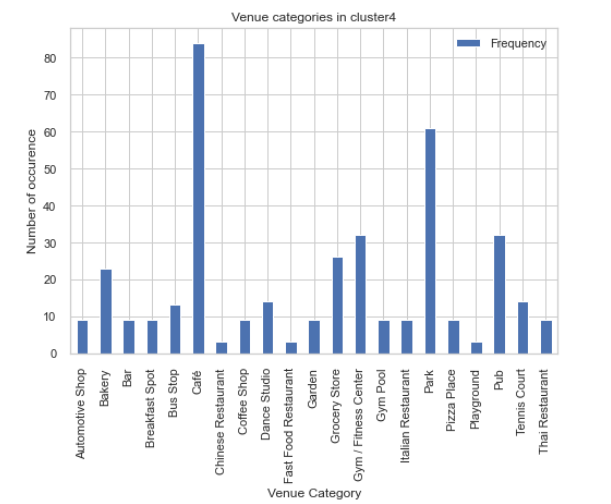 Venue categories in cluster4
Frequency
Number of occurence
80
70
60
50
40
30
20
10
0
Automotive Shop
Bakery
Bar
Breakfast Spot
Bus Stop
Café
Chinese Restaurant
Coffee Shop
Dance Studio
Fast Food Restaurant
Garden
Grocery Store
Gym / Fitness Center
Gym Pool
Italian Restaurant
Park
Pizza Place
Playground
Pub
Tennis Court
Thai Restaurant
Venue Category